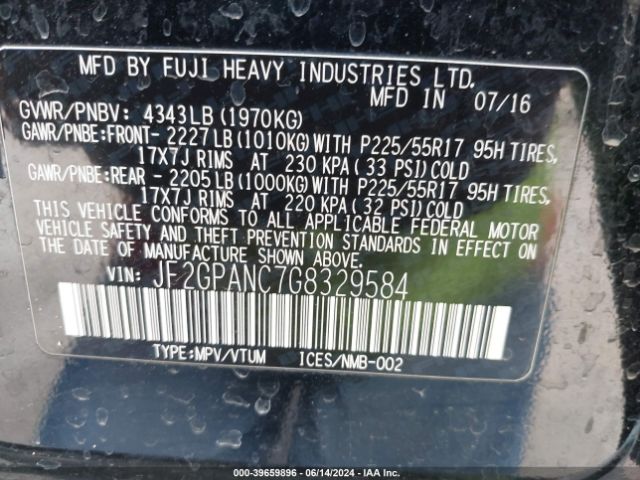 MFD BY FUJI HEAVY INDUSTRIES LTD.
MFD IN 07/16
GVWR/PNBV: 4343LB (1970KG)
GAWR/PNBE:FRONT- 2227LB (1010KG)WITH P225/55R17 95H TIRES,
17X7J RIMS AT 230 KPA( 33 PSI)COLD
GAWR/PNBE:REAR - 2205LB (1000KG)WITH P225/55R17 95H TIRES,
17X7J RIMS AT 220 KPA( 32 PSI)COLD
THIS VEHICLE CONFORMS TO ALL APPLICABLE FEDERAL MOTOR
VEHICLE SAFETY AND THEFT PREVENTION STANDARDS IN EFFECT ON
THE DATE OF MANUFACTURE SHOWN ABOVE.
VIN: JF2GPANC7G8329584
TYPE:MPV/VTUM ICES/NMB-002
000-39659896 - 06/14/2024 - IAA Inc.